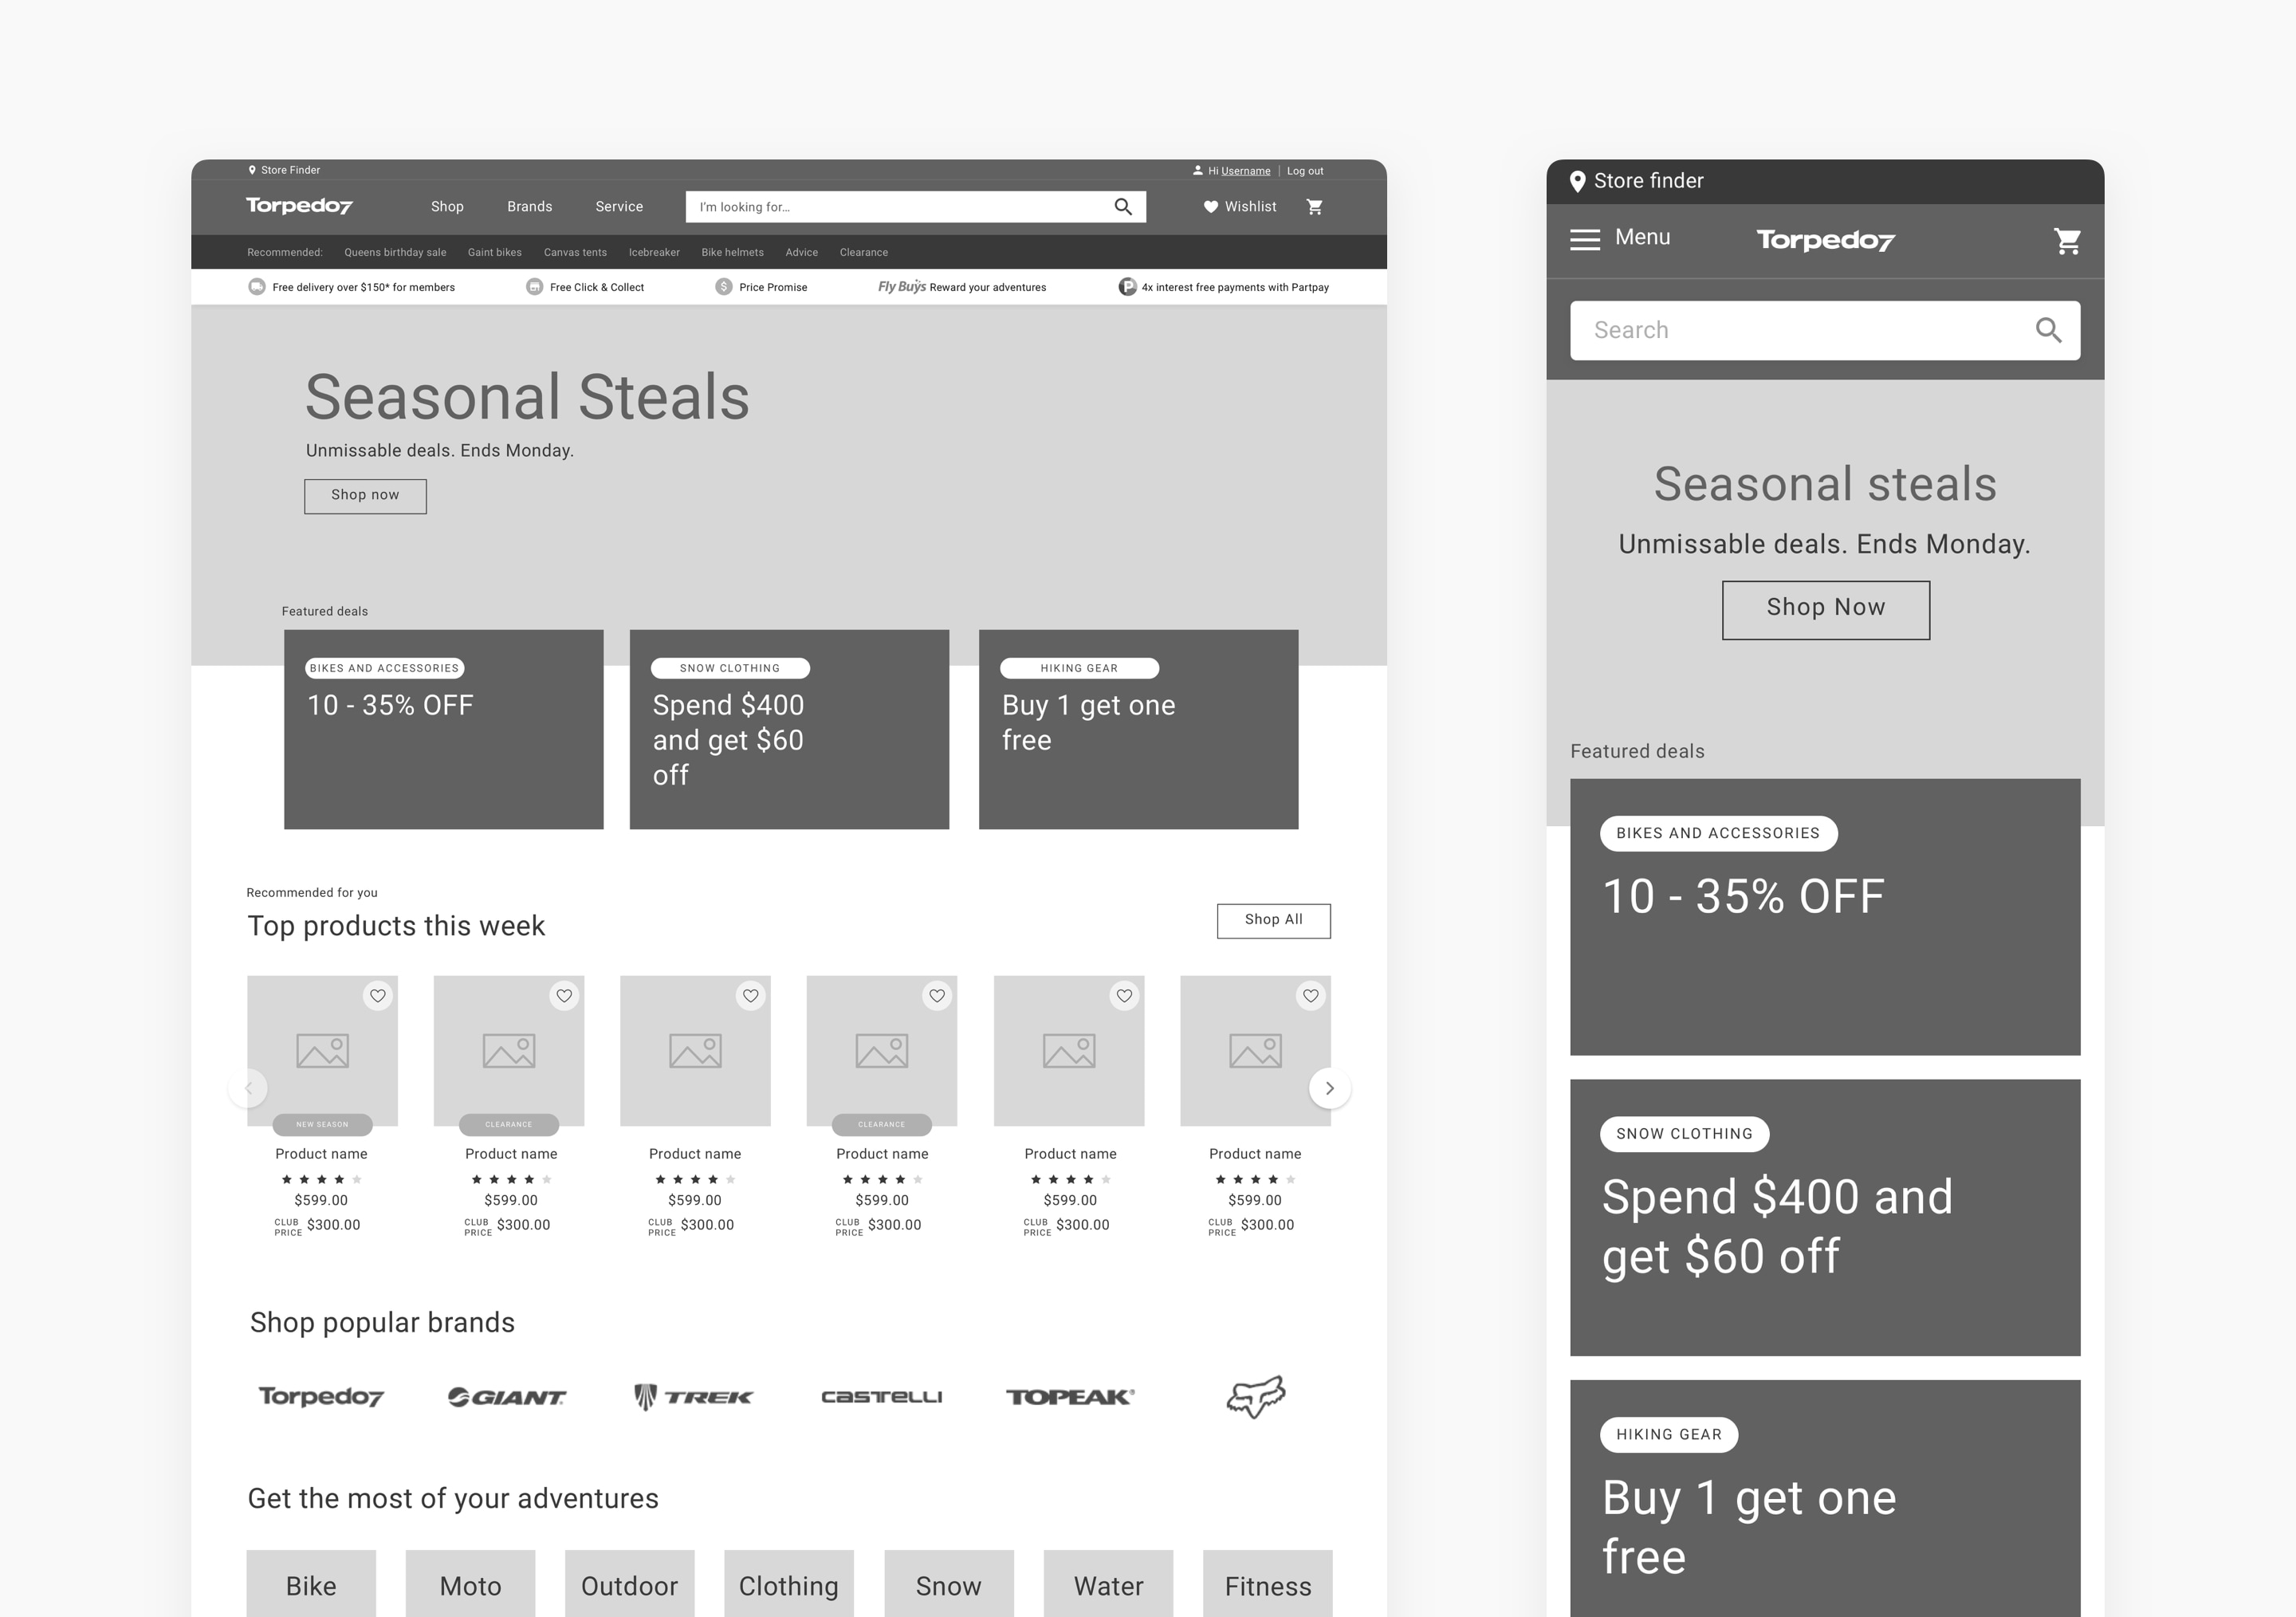 Store Finder
Hi Username | Log out
Torpedo7
Shop
Brands
Service
I'm looking for...
Wishlist
Recommended:
Queens birthday sale
Gaint bikes
Canvas tents
Icebreaker
Bike helmets
Advice
Clearance
Free delivery over $150* for members
Free Click & Collect
$
Price Promise
Fly Buys Reward your adventures
P
4x interest free payments with Partpay
Seasonal Steals
Unmissable deals. Ends Monday.
Shop now
Featured deals
BIKES AND ACCESSORIES
10 - 35% OFF
SNOW CLOTHING
Spend $400
and get $60
off
HIKING GEAR
Buy 1 get one
free
Recommended for you
Top products this week
Shop All
NEW SEASON
Product name
$599.00
CLUB
PRICE
$300.00
CLEARANCE
Product name
$599.00
CLUB
PRICE
$300.00
Product name
$599.00
CLUB
PRICE
$300.00
CLEARANCE
Product name
$599.00
CLUB
PRICE
$300.00
Product name
$599.00
CLUB
PRICE
$300.00
Product name
$599.00
CLUB
PRICE
$300.00
Shop popular brands
Torpedo7
GIANT
TREK
CASTELLI
TOPEAK®
Get the most of your adventures
Bike
Moto
Outdoor
Clothing
Snow
Water
Fitness
Store finder
Menu
Torpedo7
Search
Seasonal steals
Unmissable deals. Ends Monday.
Shop Now
Featured deals
BIKES AND ACCESSORIES
10 - 35% OFF
SNOW CLOTHING
Spend $400 and
get $60 off
HIKING GEAR
Buy 1 get one
free